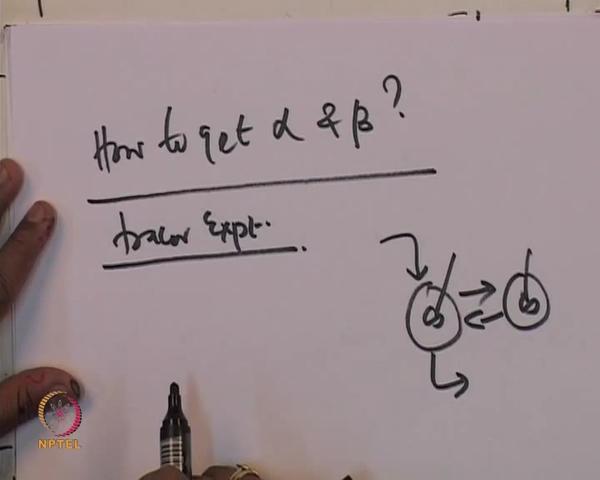 How to get α & β?
tracer Expt.
NPTEL